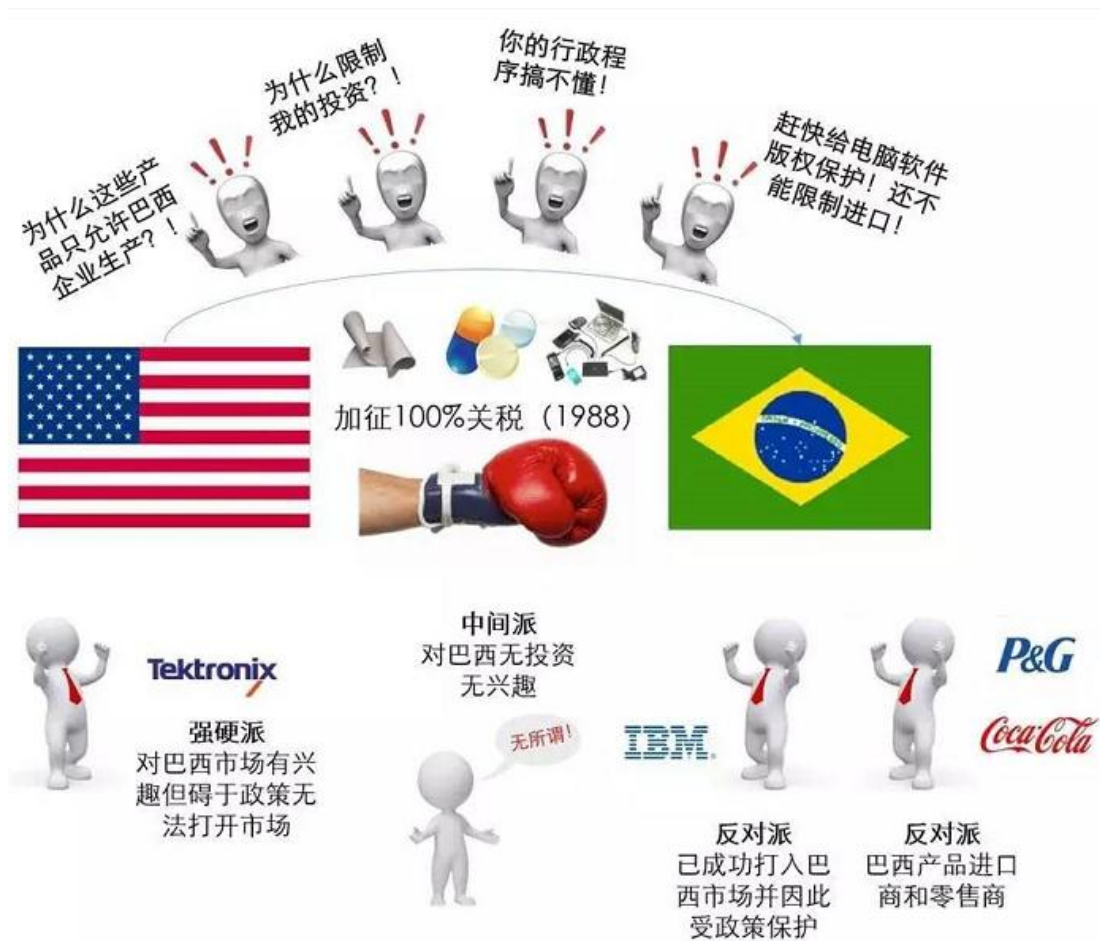 为什么这些产
品只允许巴西
企业生产？！
为什么限制
我的投资？！
你的行政程
序搞不懂！
赶快给电脑软件
版权保护！还不
能限制进口！
加征100%关税（1988）
Tektronix
强硬派
对巴西市场有兴
趣但碍于政策无
法打开市场
中间派
对巴西无投资
无兴趣
无所谓！
IBM
反对派
已成功打入巴
西市场并因此
受政策保护
P&G
Coca-Cola
反对派
巴西产品进口
商和零售商